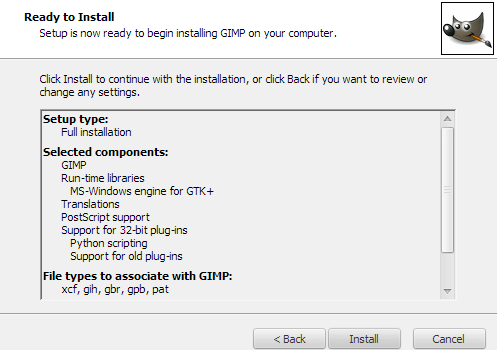 Ready to Install
Setup is now ready to begin installing GIMP on your computer.
Click Install to continue with the installation, or click Back if you want to review or
change any settings.
Setup type:
Full installation
Selected components:
GIMP
Run-time libraries
MS-Windows engine for GTK+
Translations
PostScript support
Support for 32-bit plug-ins
Python scripting
Support for old plug-ins
File types to associate with GIMP:
xcf, gih, gbr, gpb, pat
< Back
Install
Cancel